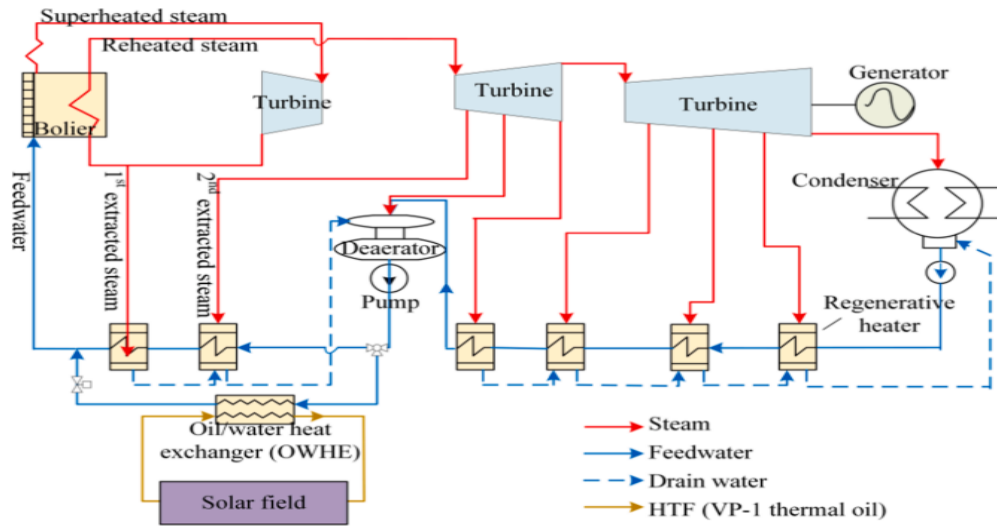 Superheated steam
Reheated steam
Bolier
Turbine
Turbine
Turbine
Generator
Condenser
Feedwater
1st extracted steam
2nd extracted steam
Deaerator
Pump
Regenerative
heater
Oil/water heat
exchanger (OWHE)
Solar field
Steam
Feedwater
Drain water
HTF (VP-1 thermal oil)